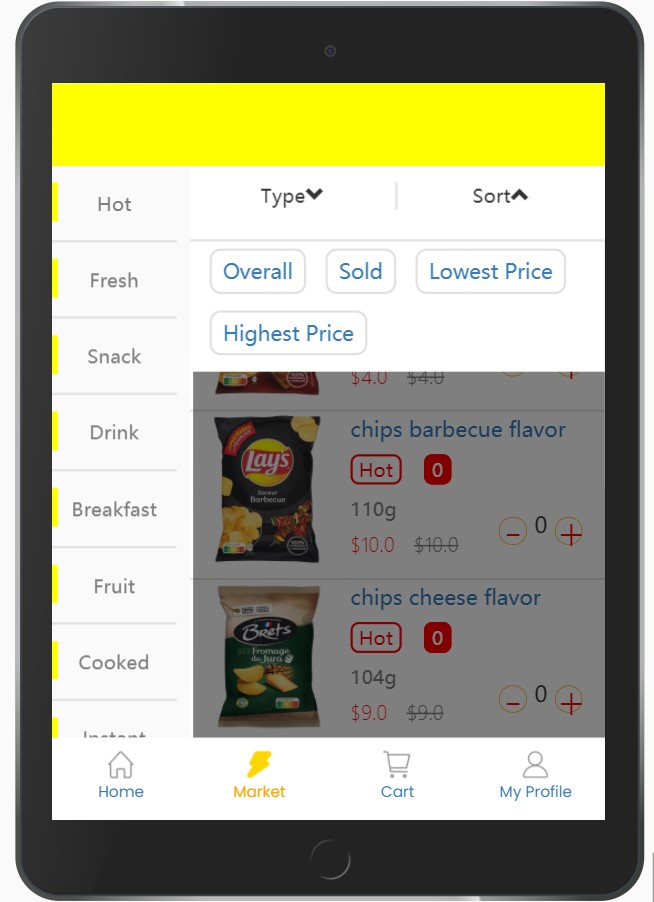 Hot
Fresh
Snack
Drink
Breakfast
Fruit
Cooked
Instant
Type
Sort
Overall
Sold
Lowest Price
Highest Price
$4.0 $4.0
Lay's
Saveur
Barbecue
chips barbecue flavor
Hot 0
110g
$10.0 $10.0
0
Brets
Fromage
du Jura
chips cheese flavor
Hot 0
104g
$9.0 $9.0
0
Home
Market
Cart
My Profile